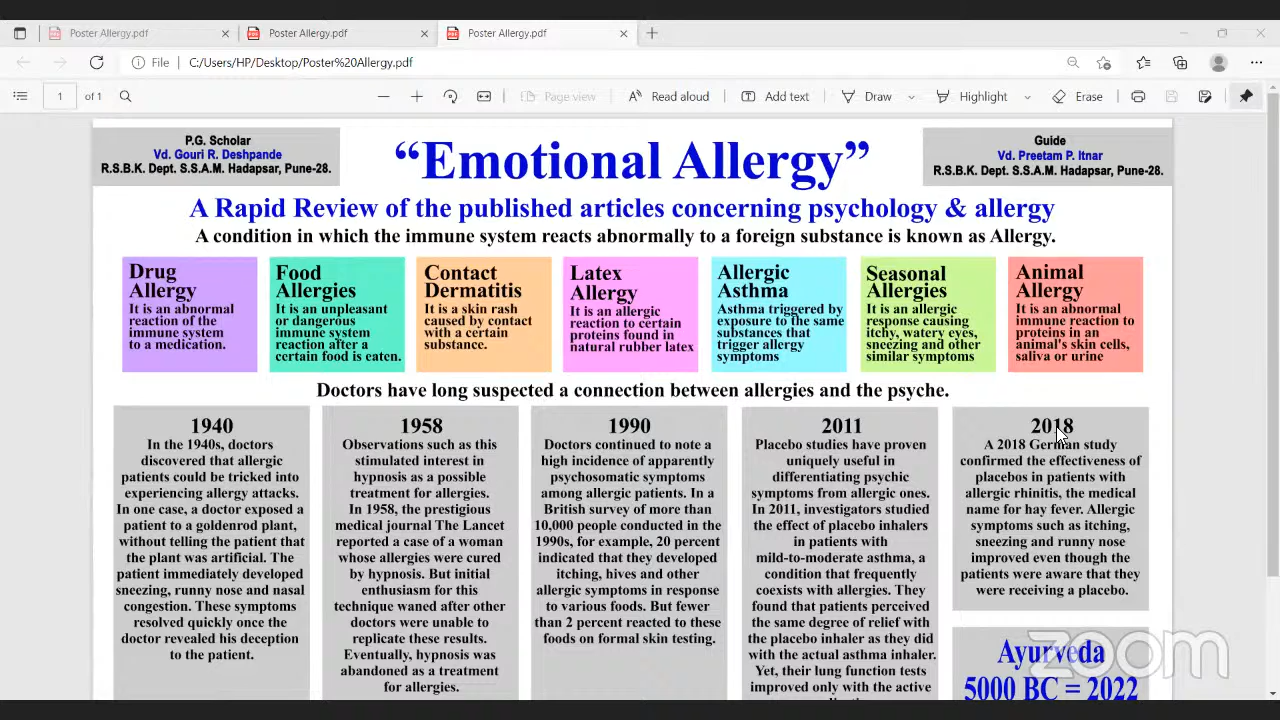 Poster Allergy.pdf
Poster Allergy.pdf
Poster Allergy.pdf
File
C:/Users/HP/Desktop/Poster%20Allergy.pdf
1
of 1
Page view
Read aloud
Add text
Draw
Highlight
Erase
P.G. Scholar
Vd. Gouri R. Deshpande
R.S.B.K. Dept. S.S.A.M. Hadapsar, Pune-28.
“Emotional Allergy”
Guide
Vd. Preetam P. Itnar
R.S.B.K. Dept. S.S.A.M. Hadapsar, Pune-28.
A Rapid Review of the published articles concerning psychology & allergy
A condition in which the immune system reacts abnormally to a foreign substance is known as Allergy.
Drug
Allergy
It is an abnormal
reaction of the
immune system
to a medication.
Food
Allergies
It is an unpleasant
or dangerous
immune system
reaction after a
certain food is eaten.
Contact
Dermatitis
It is a skin rash
caused by contact
with a certain
substance.
Latex
Allergy
It is an allergic
reaction to certain
proteins found in
natural rubber latex
Allergic
Asthma
Asthma triggered by
exposure to the same
substances that
trigger allergy
symptoms
Seasonal
Allergies
It is an allergic
response causing
itchy, watery eyes,
sneezing and other
similar symptoms
Animal
Allergy
It is an abnormal
immune reaction to
proteins in an
animal's skin cells,
saliva or urine
Doctors have long suspected a connection between allergies and the psyche.
1940
In the 1940s, doctors
discovered that allergic
patients could be tricked into
experiencing allergy attacks.
In one case, a doctor exposed a
patient to a goldenrod plant,
without telling the patient that
the plant was artificial. The
patient immediately developed
sneezing, runny nose and nasal
congestion. These symptoms
resolved quickly once the
doctor revealed his deception
to the patient.
1958
Observations such as this
stimulated interest in
hypnosis as a possible
treatment for allergies.
In 1958, the prestigious
medical journal The Lancet
reported a case of a woman
whose allergies were cured
by hypnosis. But initial
enthusiasm for this
technique waned after other
doctors were unable to
replicate these results.
Eventually, hypnosis was
abandoned as a treatment
for allergies.
1990
Doctors continued to note a
high incidence of apparently
psychosomatic symptoms
among allergic patients. In a
British survey of more than
10,000 people conducted in the
1990s, for example, 20 percent
indicated that they developed
itching, hives and other
allergic symptoms in response
to various foods. But fewer
than 2 percent reacted to these
foods on formal skin testing.
2011
Placebo studies have proven
uniquely useful in
differentiating psychic
symptoms from allergic ones.
In 2011, investigators studied
the effect of placebo inhalers
in patients with
mild-to-moderate asthma, a
condition that frequently
coexists with allergies. They
found that patients perceived
the same degree of relief with
the placebo inhaler as they did
with the actual asthma inhaler.
Yet, their lung function tests
improved only with the active
2018
A 2018 German study
confirmed the effectiveness of
placebos in patients with
allergic rhinitis, the medical
name for hay fever. Allergic
symptoms such as itching,
sneezing and runny nose
improved even though the
patients were aware that they
were receiving a placebo.
Ayurveda
5000 BC = 2022
zoom